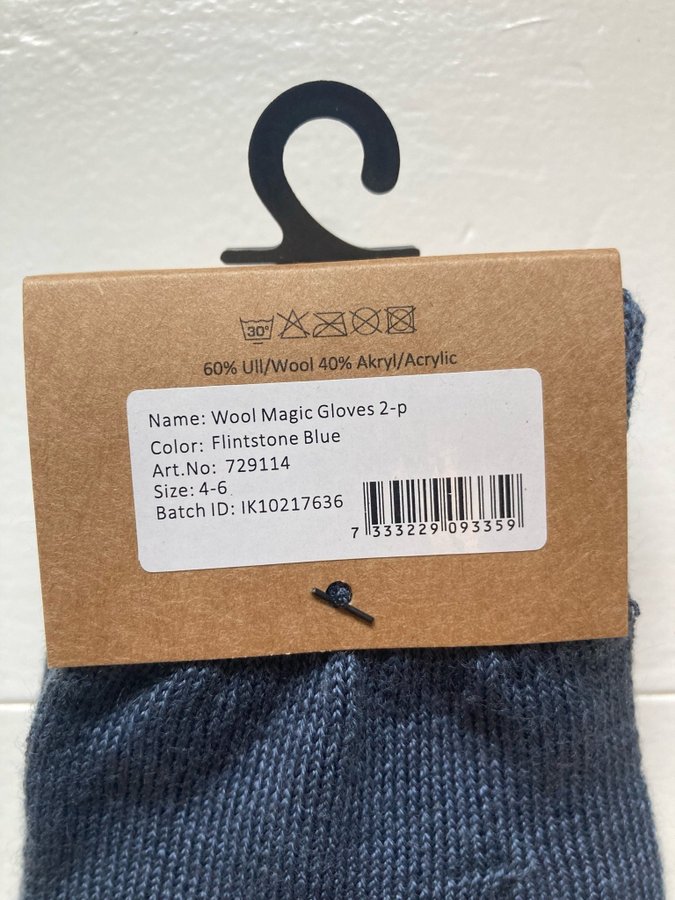 30°
60% Ull/Wool 40% Akryl/Acrylic
Name: Wool Magic Gloves 2-p
Color: Flintstone Blue
Art.No: 729114
Size: 4-6
Batch ID: IK10217636
7 333229 093359